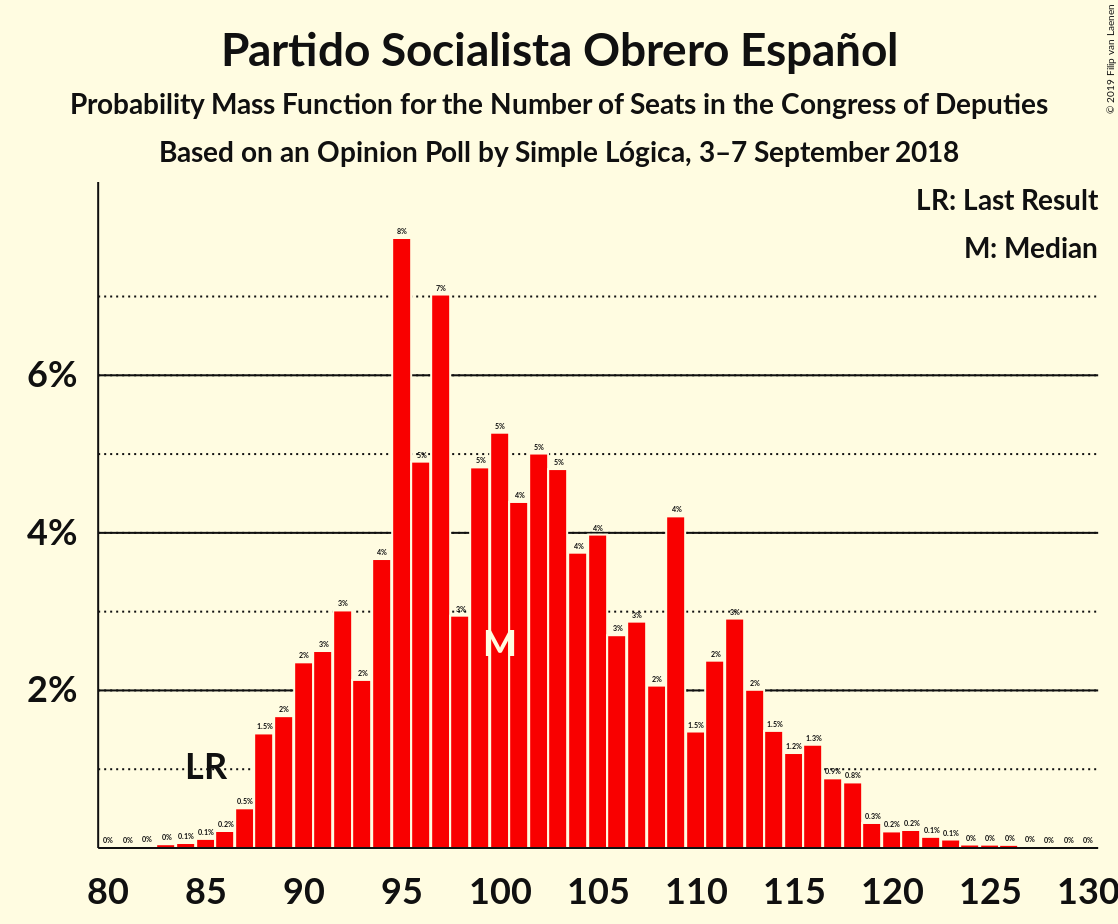 Partido Socialista Obrero Español
Probability Mass Function for the Number of Seats in the Congress of Deputies
Based on an Opinion Poll by Simple Lógica, 3–7 September 2018
© 2019 Filip van Laenen
LR: Last Result
M: Median
6%
4%
2%
0% 0% 0% 0% 0.1% 0.1% 0.2% 0.5% 1.5% 2% 2% 3% 3% 2% 4% 8% 5% 7% 3% 5% 5% 4% 5% 5% 4% 4% 3% 3% 2% 4% 1.5% 2% 3% 2% 1.5% 1.2% 1.3% 0.9% 0.8% 0.3% 0.2% 0.2% 0.1% 0.1% 0% 0% 0% 0% 0% 0% 0%
M
LR
80 85 90 95 100 105 110 115 120 125 130